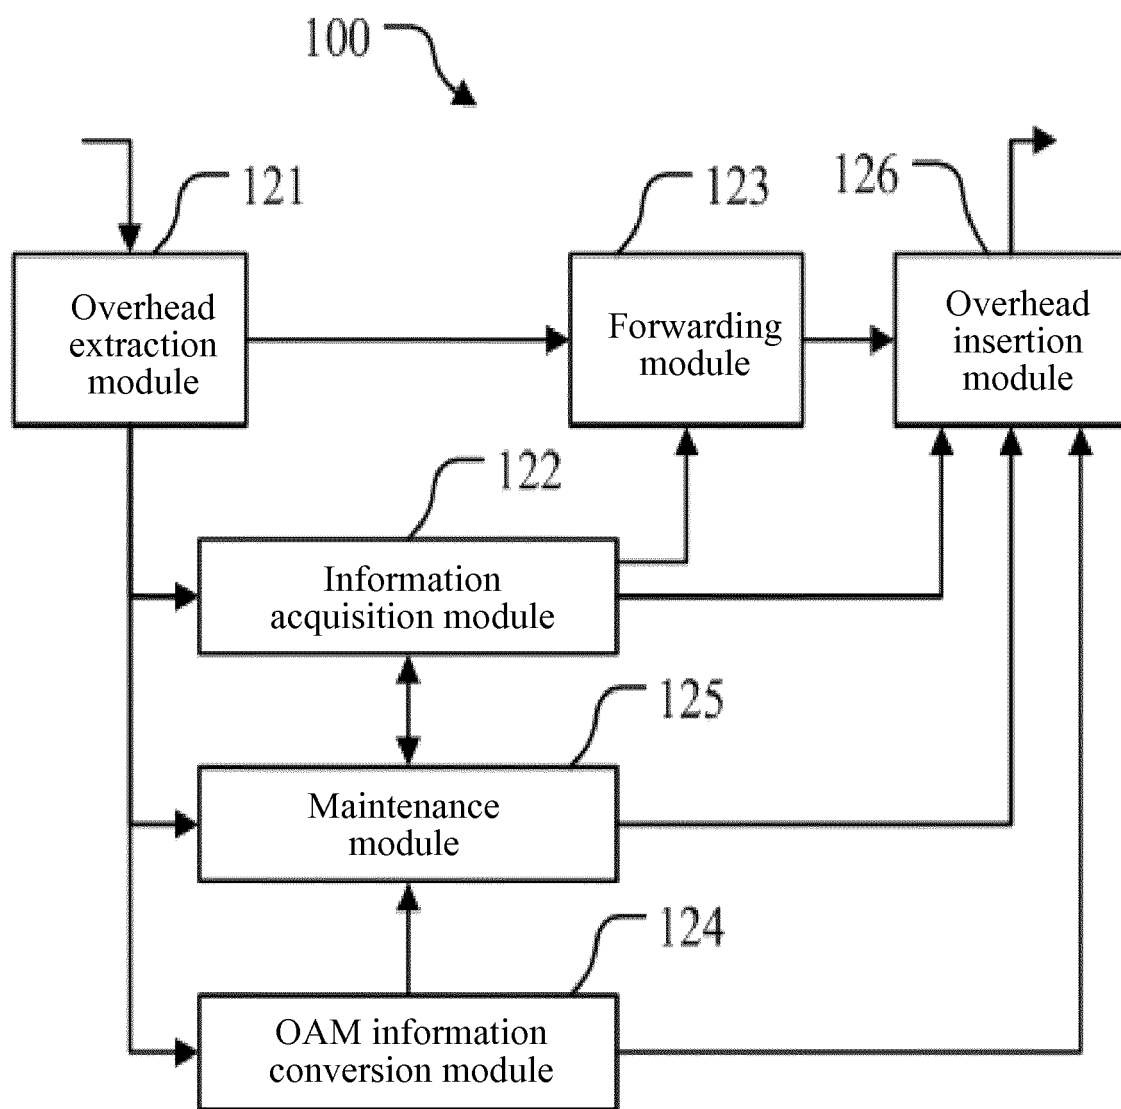 100
121
123
126
Overhead
extraction
module
Forwarding
module
Overhead
insertion
module
122
Information
acquisition module
125
Maintenance
module
124
OAM information
conversion module